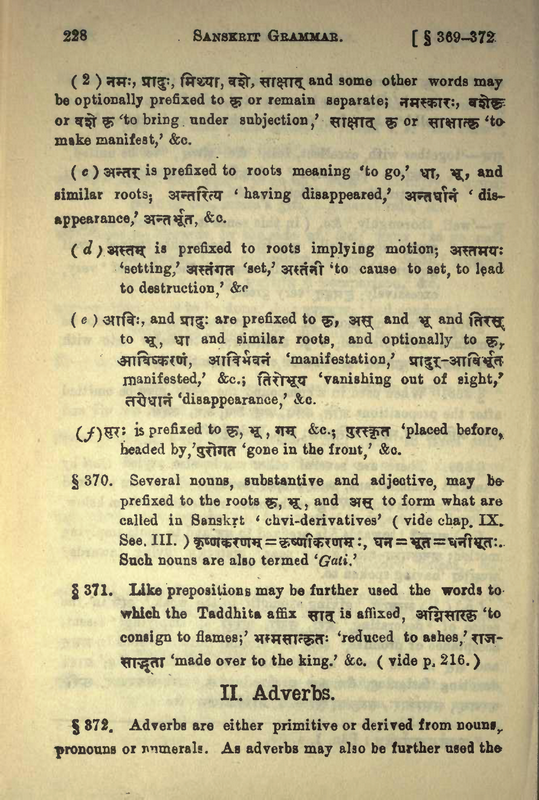 228 SANSKRIT GRAMMAR. [ § 369–372
( 2 ) नमः, प्रादुः, मिथ्या, वशे, साक्षात् and some other words may
be optionally prefixed to कृ or remain separate; नमस्कारः, वशेकृ
or वशे कृ ‘to bring under subjection,’ साक्षात् कृ or साक्षात्कृ ‘to
make manifest,’ &c.
( c ) अन्तर् is prefixed to roots meaning ‘to go,’ धा, भू, and
similar roots; अन्तरित्य ‘ having disappeared,’ अन्तर्धानं ‘ dis-
appearance,’ अन्तर्भूत, &c.
( d ) अस्तम् is prefixed to roots implying motion; अस्तमयः
‘setting,’ अस्तंगत ‘set,’ अस्तंनी ‘to cause to set, to lead
to destruction,’ &c
( e ) आविः, and प्रादुः are prefixed to कृ, अस् and भू and तिरस्
to भू, धा and similar roots, and optionally to कृ,
आविष्करणं, आविर्भवनं ‘manifestation,’ प्रादुर्-आविर्भूत
manifested,’ &c.; तिरोभूय ‘vanishing out of sight,’
तरोधानं ‘disappearance,’ &c.
( f )सुरः is prefixed to कृ, भू , गम् &c.; पुरस्कृत ‘placed before,
headed by,’पुरोगत ‘gone in the front,’ &c.
§ 370. Several nouns, substantive and adjective, may be
prefixed to the roots कृ, भू , and अस् to form what are
called in Sanskrt ‘ chvi-derivatives’ ( vide chap. IX.
See. III. ) कृष्णकरणम् = कृष्णीकरणम् :, घन = भूत = घनीभूतः.
Such nouns are also termed ‘Gati.’
§ 371. Like prepositions may be further used the words to
which the Taddhita affix सात् is affixed, अग्निसात्कृ ‘to
consign to flames;’ भस्मसात्कृतः ‘reduced to ashes,’ राज-
साद्भूता ‘made over to the king.’ &c. ( vide p. 216. )
II. Adverbs.
§ 372. Adverbs are either primitive or derived from nouns,
pronouns or numerals. As adverbs may also be further used the